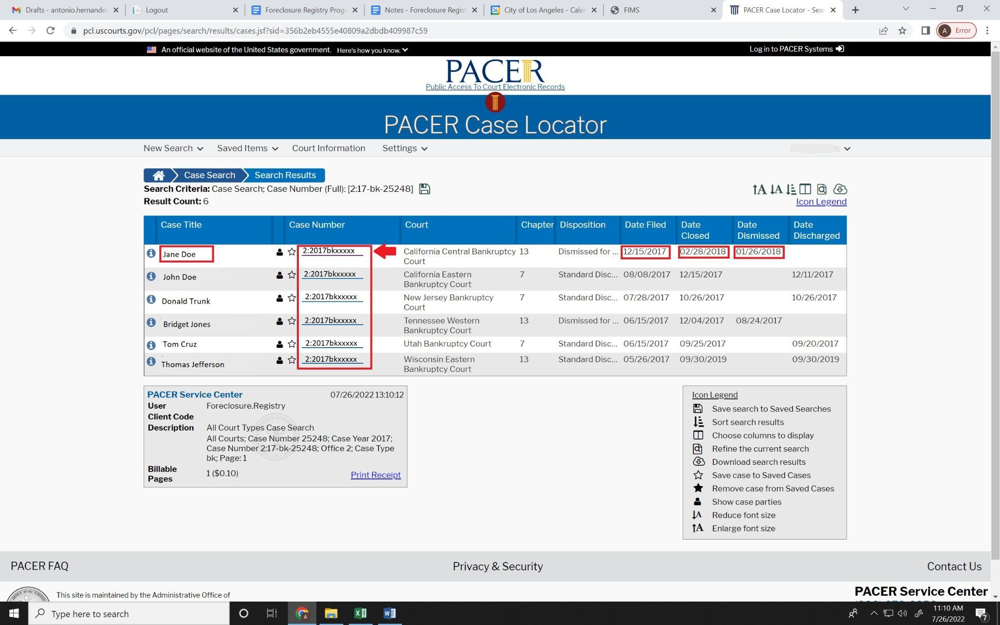 Drafts - antonio.hernandez
Logout
Foreclosure Registry Progr
Notes - Foreclosure Regist
City of Los Angeles - Calen
FIMS
PACER Case Locator - Sear
pcl.uscourts.gov/pcl/pages/search/results/cases.jsf?sid=356b2eb4555e40809a2dbdb409987c59
A Error
An official website of the United States government. Here's how you know.
Log in to PACER Systems
PACER
Public Access To Court Electronic Records
PACER Case Locator
New Search Saved Items Court Information Settings
Case Search Search Results
Search Criteria: Case Search; Case Number (Full): [2:17-bk-25248]
Result Count: 6
Icon Legend
Case Title Case Number Court Chapter Disposition Date Filed Date Closed Date Dismissed Date Discharged
Jane Doe 2:2017bkxxxxx California Central Bankruptcy Court 13 Dismissed for ... 12/15/2017 02/28/2018 01/26/2018
John Doe 2:2017bkxxxxx California Eastern Bankruptcy Court 7 Standard Disc... 08/08/2017 12/15/2017 12/11/2017
Donald Trunk 2:2017bkxxxxx New Jersey Bankruptcy Court 7 Standard Disc... 07/28/2017 10/26/2017 10/26/2017
Bridget Jones 2:2017bkxxxxx Tennessee Western Bankruptcy Court 13 Dismissed for ... 06/15/2017 12/04/2017 08/24/2017
Tom Cruz 2:2017bkxxxxx Utah Bankruptcy Court 7 Standard Disc... 06/15/2017 09/25/2017 09/20/2017
Thomas Jefferson 2:2017bkxxxxx Wisconsin Eastern Bankruptcy Court 13 Standard Disc... 05/26/2017 09/30/2019 09/30/2019
PACER Service Center 07/26/2022 13:10:12
User Foreclosure.Registry
Client Code
Description All Court Types Case Search
All Courts; Case Number 25248; Case Year 2017;
Case Number 2:17-bk-25248; Office 2; Case Type
bk; Page: 1
Billable Pages 1 ($0.10) Print Receipt
Icon Legend
Save search to Saved Searches
Sort search results
Choose columns to display
Refine the current search
Download search results
Save case to Saved Cases
Remove case from Saved Cases
Show case parties
Reduce font size
Enlarge font size
PACER FAQ
Privacy & Security
Contact Us
This site is maintained by the Administrative Office of
PACER Service Center
Type here to search
11:10 AM
7/26/2022
7